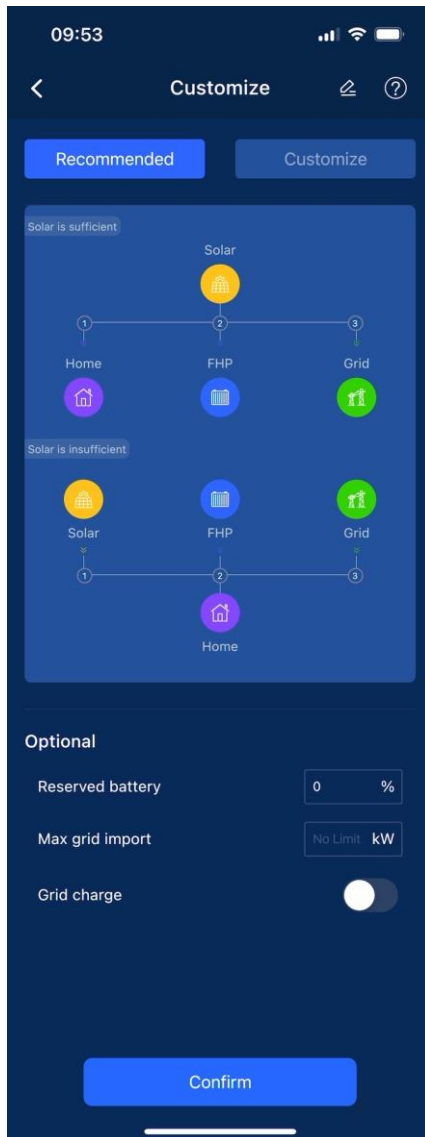 09:53
Customize
Recommended
Customize
Solar is sufficient
Solar
1
2
3
Home
FHP
Grid
Solar is insufficient
Solar
FHP
Grid
1
2
3
Home
Optional
Reserved battery
0 %
Max grid import
No Limit kW
Grid charge
Confirm